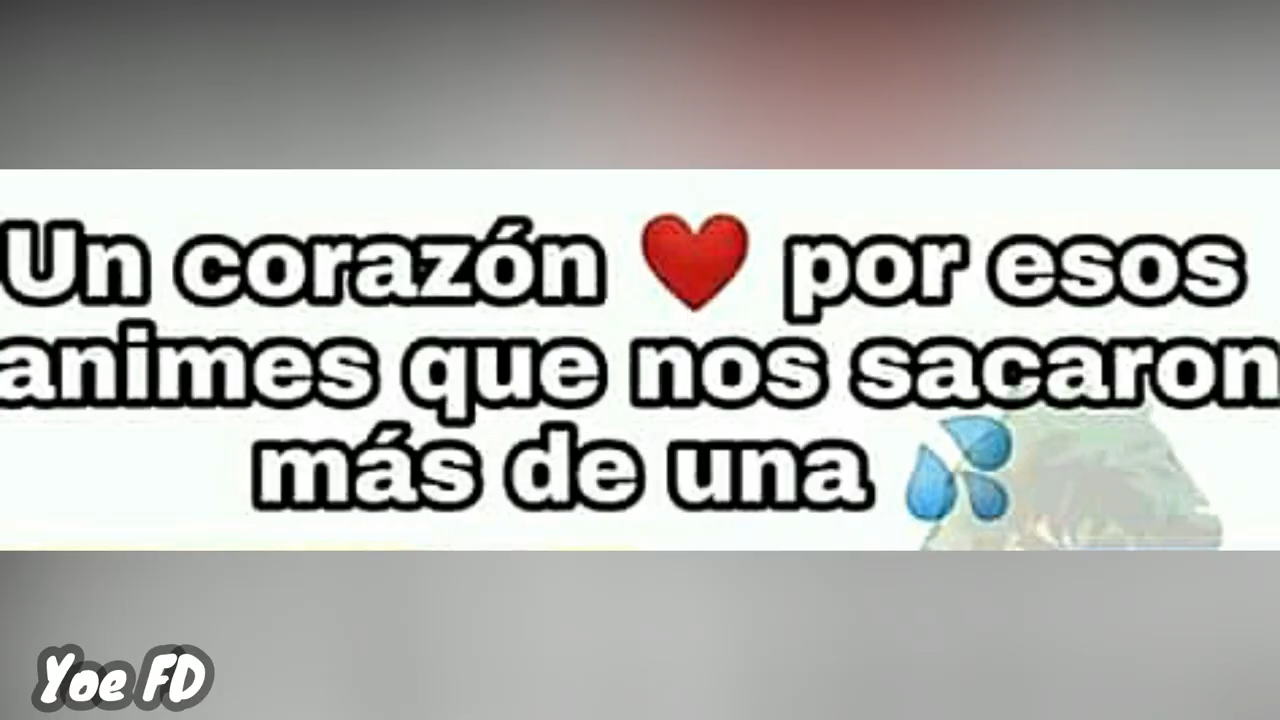 Un corazón ❤️ por esos
animes que nos sacaron
más de una 💦
Yoe FD